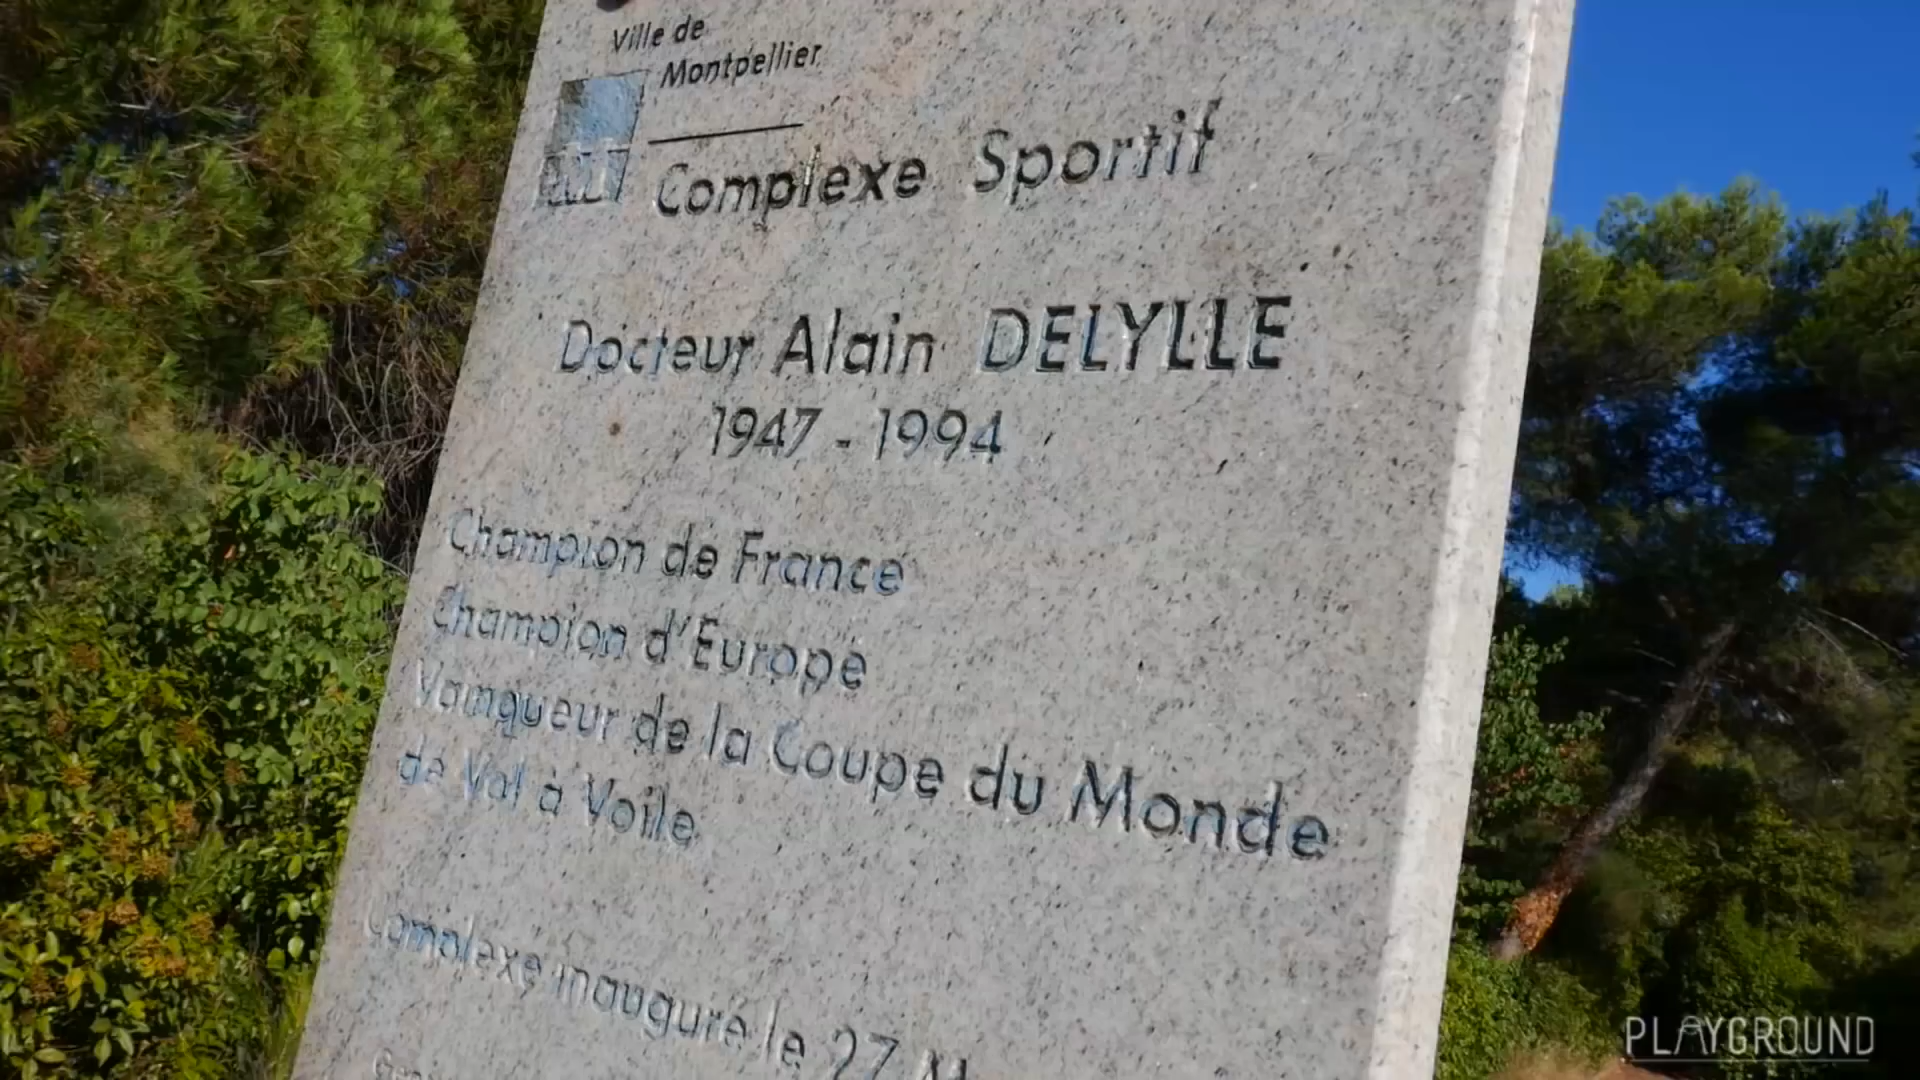 Ville de
Montpellier
Complexe Sportif
Docteur Alain DELYLLE
1947 - 1994
Champion de France
Champion d'Europe
Vainqueur de la Coupe du Monde
de Vol à Voile
Complexe inauguré le 27
PLAYGROUND